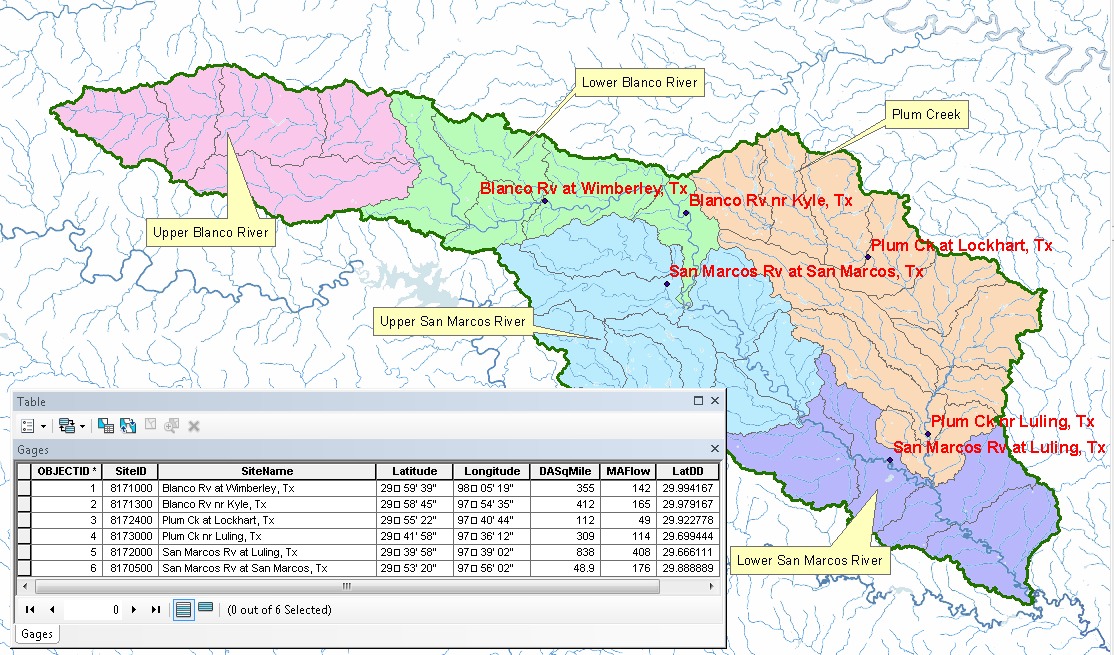 Lower Blanco River
Plum Creek
Blanco Rv at Wimberley, Tx
Blanco Rv nr Kyle, Tx
Upper Blanco River
Plum Ck at Lockhart, Tx
San Marcos Rv at San Marcos, Tx
Upper San Marcos River
Plum Ck nr Luling, Tx
San Marcos Rv at Luling, Tx
Lower San Marcos River
Table
Gages
OBJECTID * SiteID SiteName Latitude Longitude DASqMile MAFlow LatDD
1 8171000 Blanco Rv at Wimberley, Tx 29□ 59' 39" 98□ 05' 19" 355 142 29.994167
2 8171300 Blanco Rv nr Kyle, Tx 29□ 58' 45" 97□ 54' 35" 412 165 29.979167
3 8172400 Plum Ck at Lockhart, Tx 29□ 55' 22" 97□ 40' 44" 112 49 29.922778
4 8173000 Plum Ck nr Luling, Tx 29□ 41' 58" 97□ 36' 12" 309 114 29.699444
5 8172000 San Marcos Rv at Luling, Tx 29□ 39' 58" 97□ 39' 02" 838 408 29.666111
6 8170500 San Marcos Rv at San Marcos, Tx 29□ 53' 20" 97□ 56' 02" 48.9 176 29.888889
0 (0 out of 6 Selected)
Gages